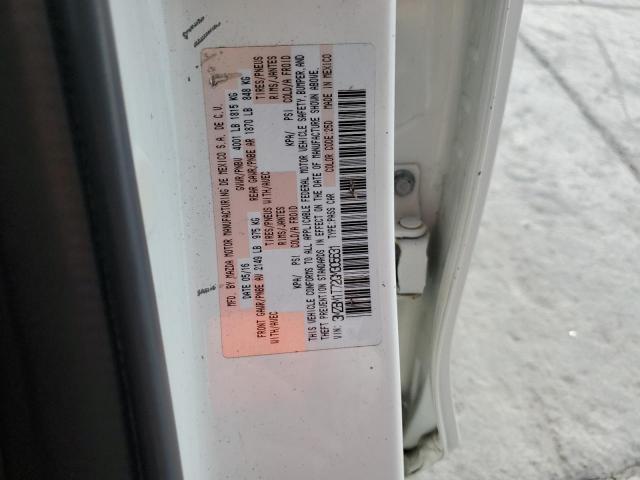 MFD. BY MAZDA MOTOR MANUFACTURING DE MEXICO S.A. DE C.V.
DATE 05/16 GVWR/PNBV 4001 LB 1815 KG
FRONT GAWR/PNBE AV 2149 LB 975 KG REAR GAWR/PNBE AR 1870 LB 848 KG
WITH/AVEC TIRES/PNEUS WITH/AVEC TIRES/PNEUS
RIMS/JANTES RIMS/JANTES
COLD/A FROID COLD/A FROID
KPA/ PSI KPA/ PSI
THIS VEHICLE CONFORMS TO ALL APPLICABLE FEDERAL MOTOR VEHICLE SAFETY, BUMPER, AND
THEFT PREVENTION STANDARDS IN EFFECT ON THE DATE OF MANUFACTURE SHOWN ABOVE.
VIN: TYPE:PASS CAR COLOR CODE:25D MADE IN MEXICO